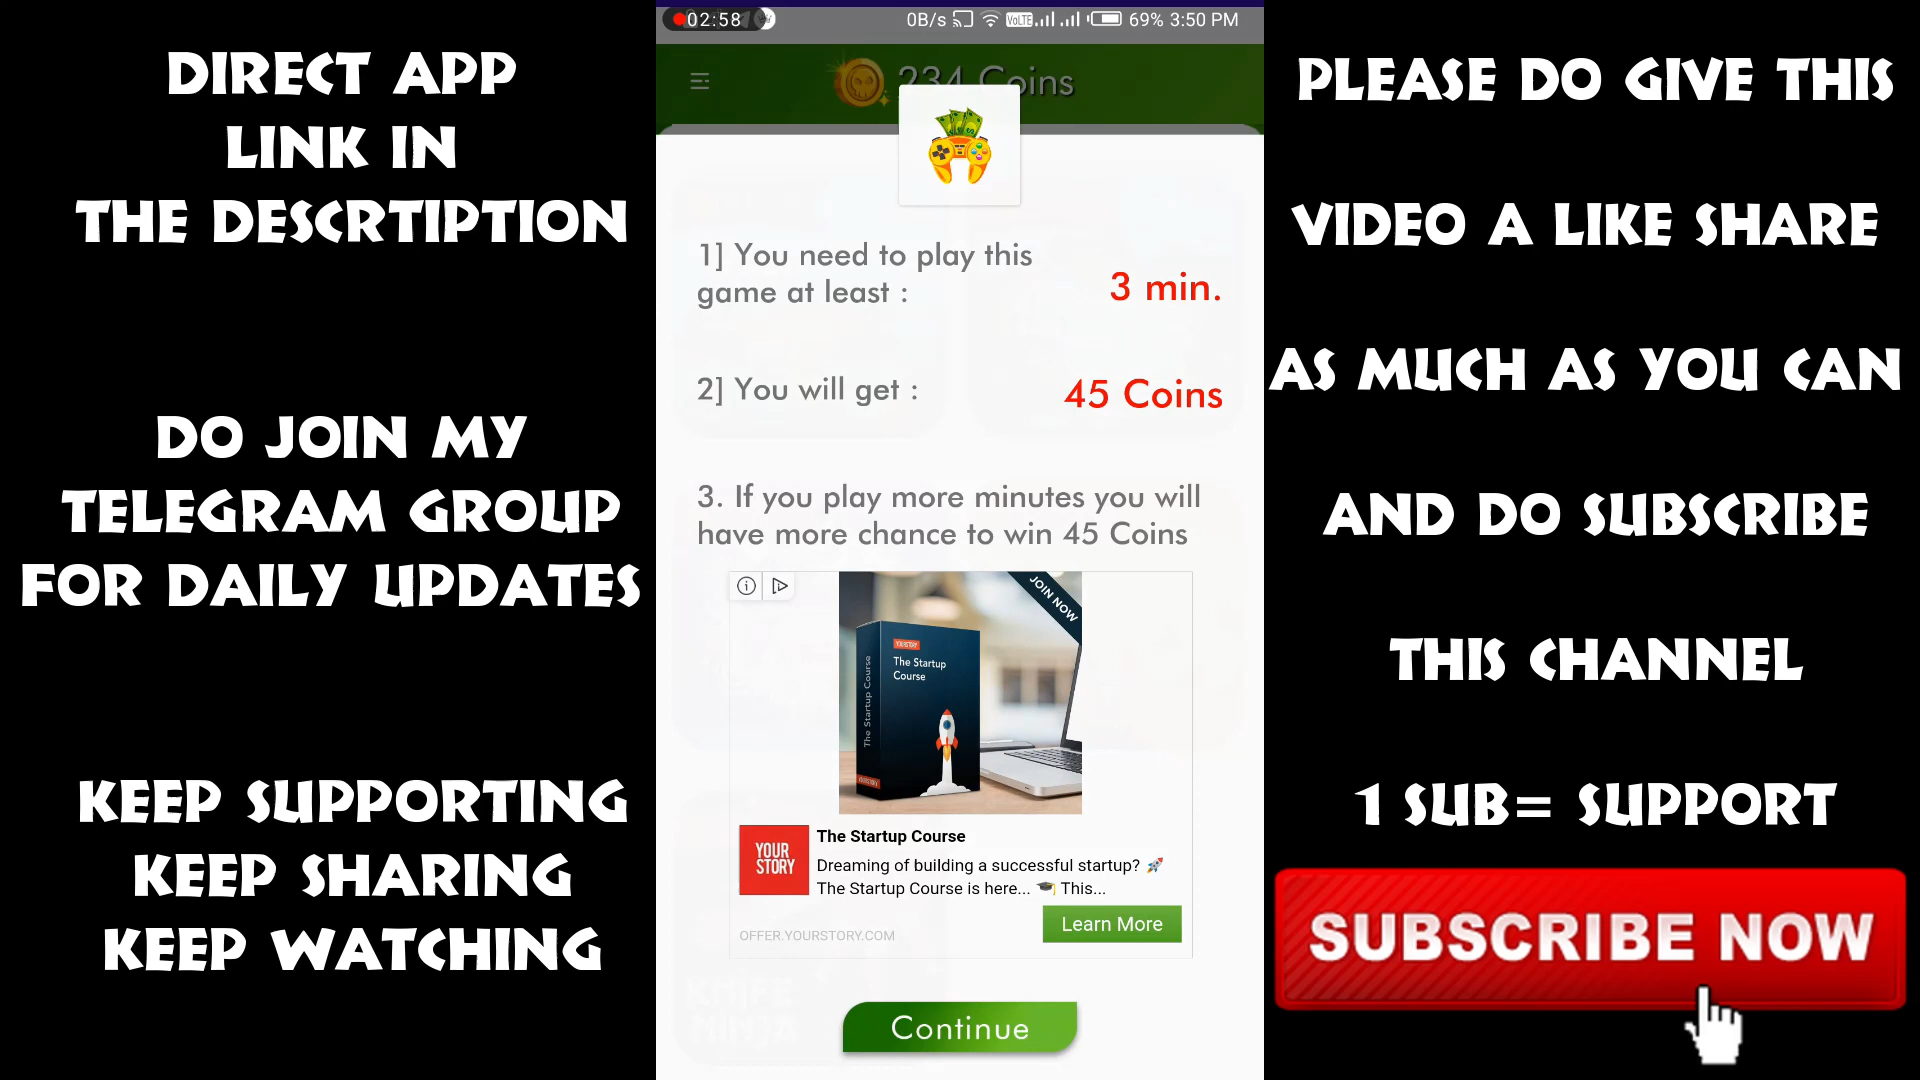 DIRECT APP
LINK IN
THE DESCRTIPTION
DO JOIN MY
TELEGRAM GROUP
FOR DAILY UPDATES
KEEP SUPPORTING
KEEP SHARING
KEEP WATCHING
02:58
0B/s VoLTE 69% 3:50 PM
234 Coins
1] You need to play this
game at least :
3 min.
2] You will get :
45 Coins
3. If you play more minutes you will
have more chance to win 45 Coins
JOIN NOW
YOURSTORY
The Startup
Course
The Startup Course
YOURSTORY
YOUR
STORY
The Startup Course
Dreaming of building a successful startup? 🚀
The Startup Course is here... 🎓 This...
Learn More
OFFER.YOURSTORY.COM
KNIFE
NINJA
Continue
PLEASE DO GIVE THIS
VIDEO A LIKE SHARE
AS MUCH AS YOU CAN
AND DO SUBSCRIBE
THIS CHANNEL
1 SUB= SUPPORT
SUBSCRIBE NOW